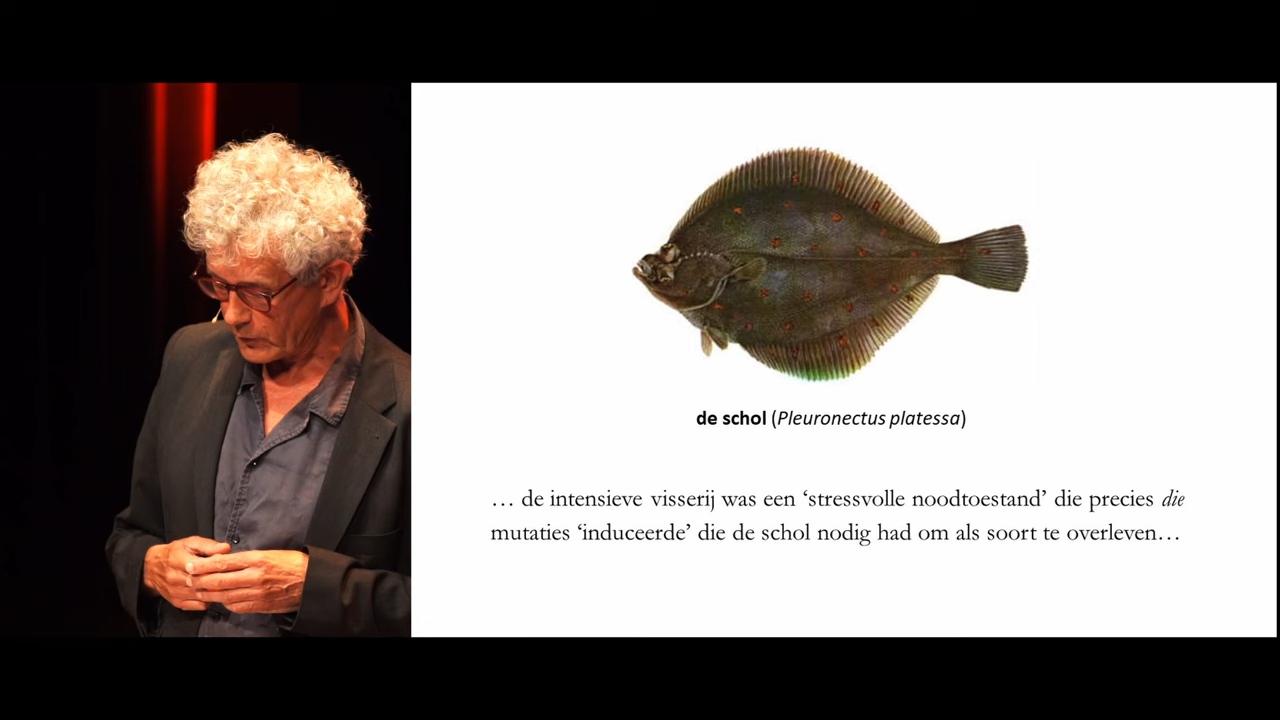 de schol (Pleuronectus platessa)
… de intensieve visserij was een ‘stressvolle noodtoestand’ die precies die
mutaties ‘induceerde’ die de schol nodig had om als soort te overleven…